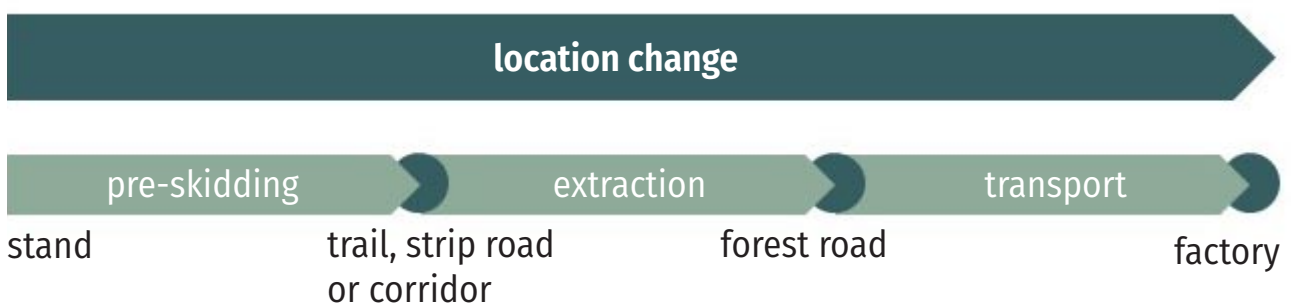 location change
pre-skidding extraction transport
stand trail, strip road forest road factory
or corridor